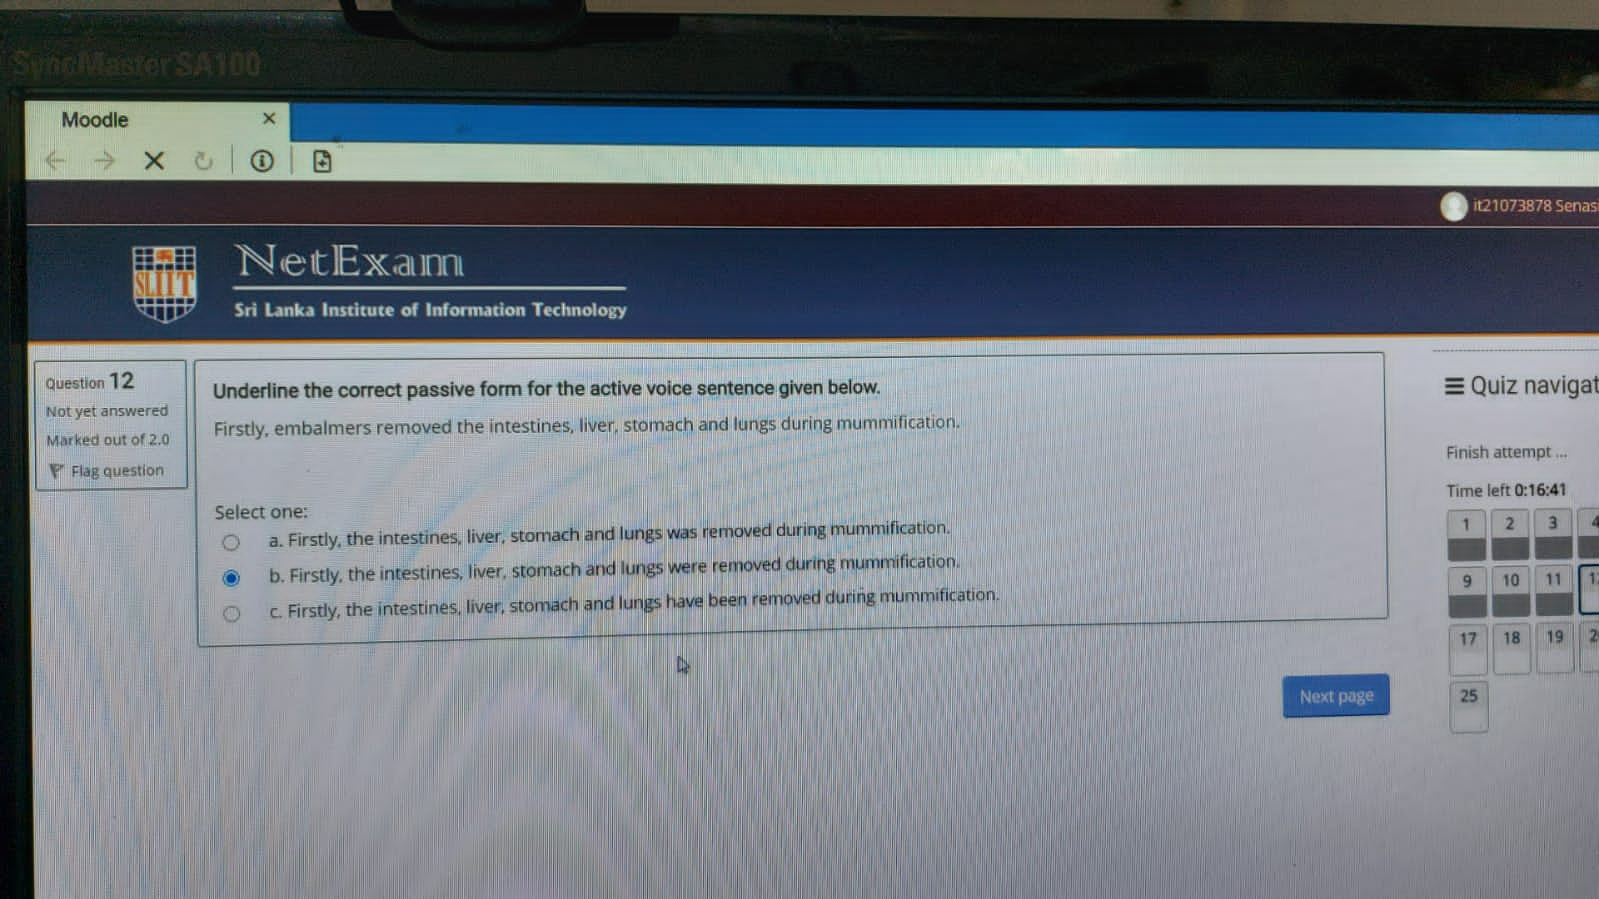 SyncMaster SA100
Moodle
it21073878 Senas
SLIIT
NetExam
Sri Lanka Institute of Information Technology
Question 12
Not yet answered
Marked out of 2.0
Flag question
Underline the correct passive form for the active voice sentence given below.
Firstly, embalmers removed the intestines, liver, stomach and lungs during mummification.
Select one:
a. Firstly, the intestines, liver, stomach and lungs was removed during mummification.
b. Firstly, the intestines, liver, stomach and lungs were removed during mummification.
c. Firstly, the intestines, liver, stomach and lungs have been removed during mummification.
Next page
Quiz navigat
Finish attempt ...
Time left 0:16:41
1 2 3 4
9 10 11
17 18 19
25